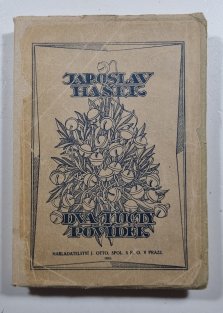 JAROSLAV
HAŠEK
DVA TUCTY
POVÍDEK
NAKLADATELSTVÍ J. OTTO, SPOL. S R. O. V PRAZE.